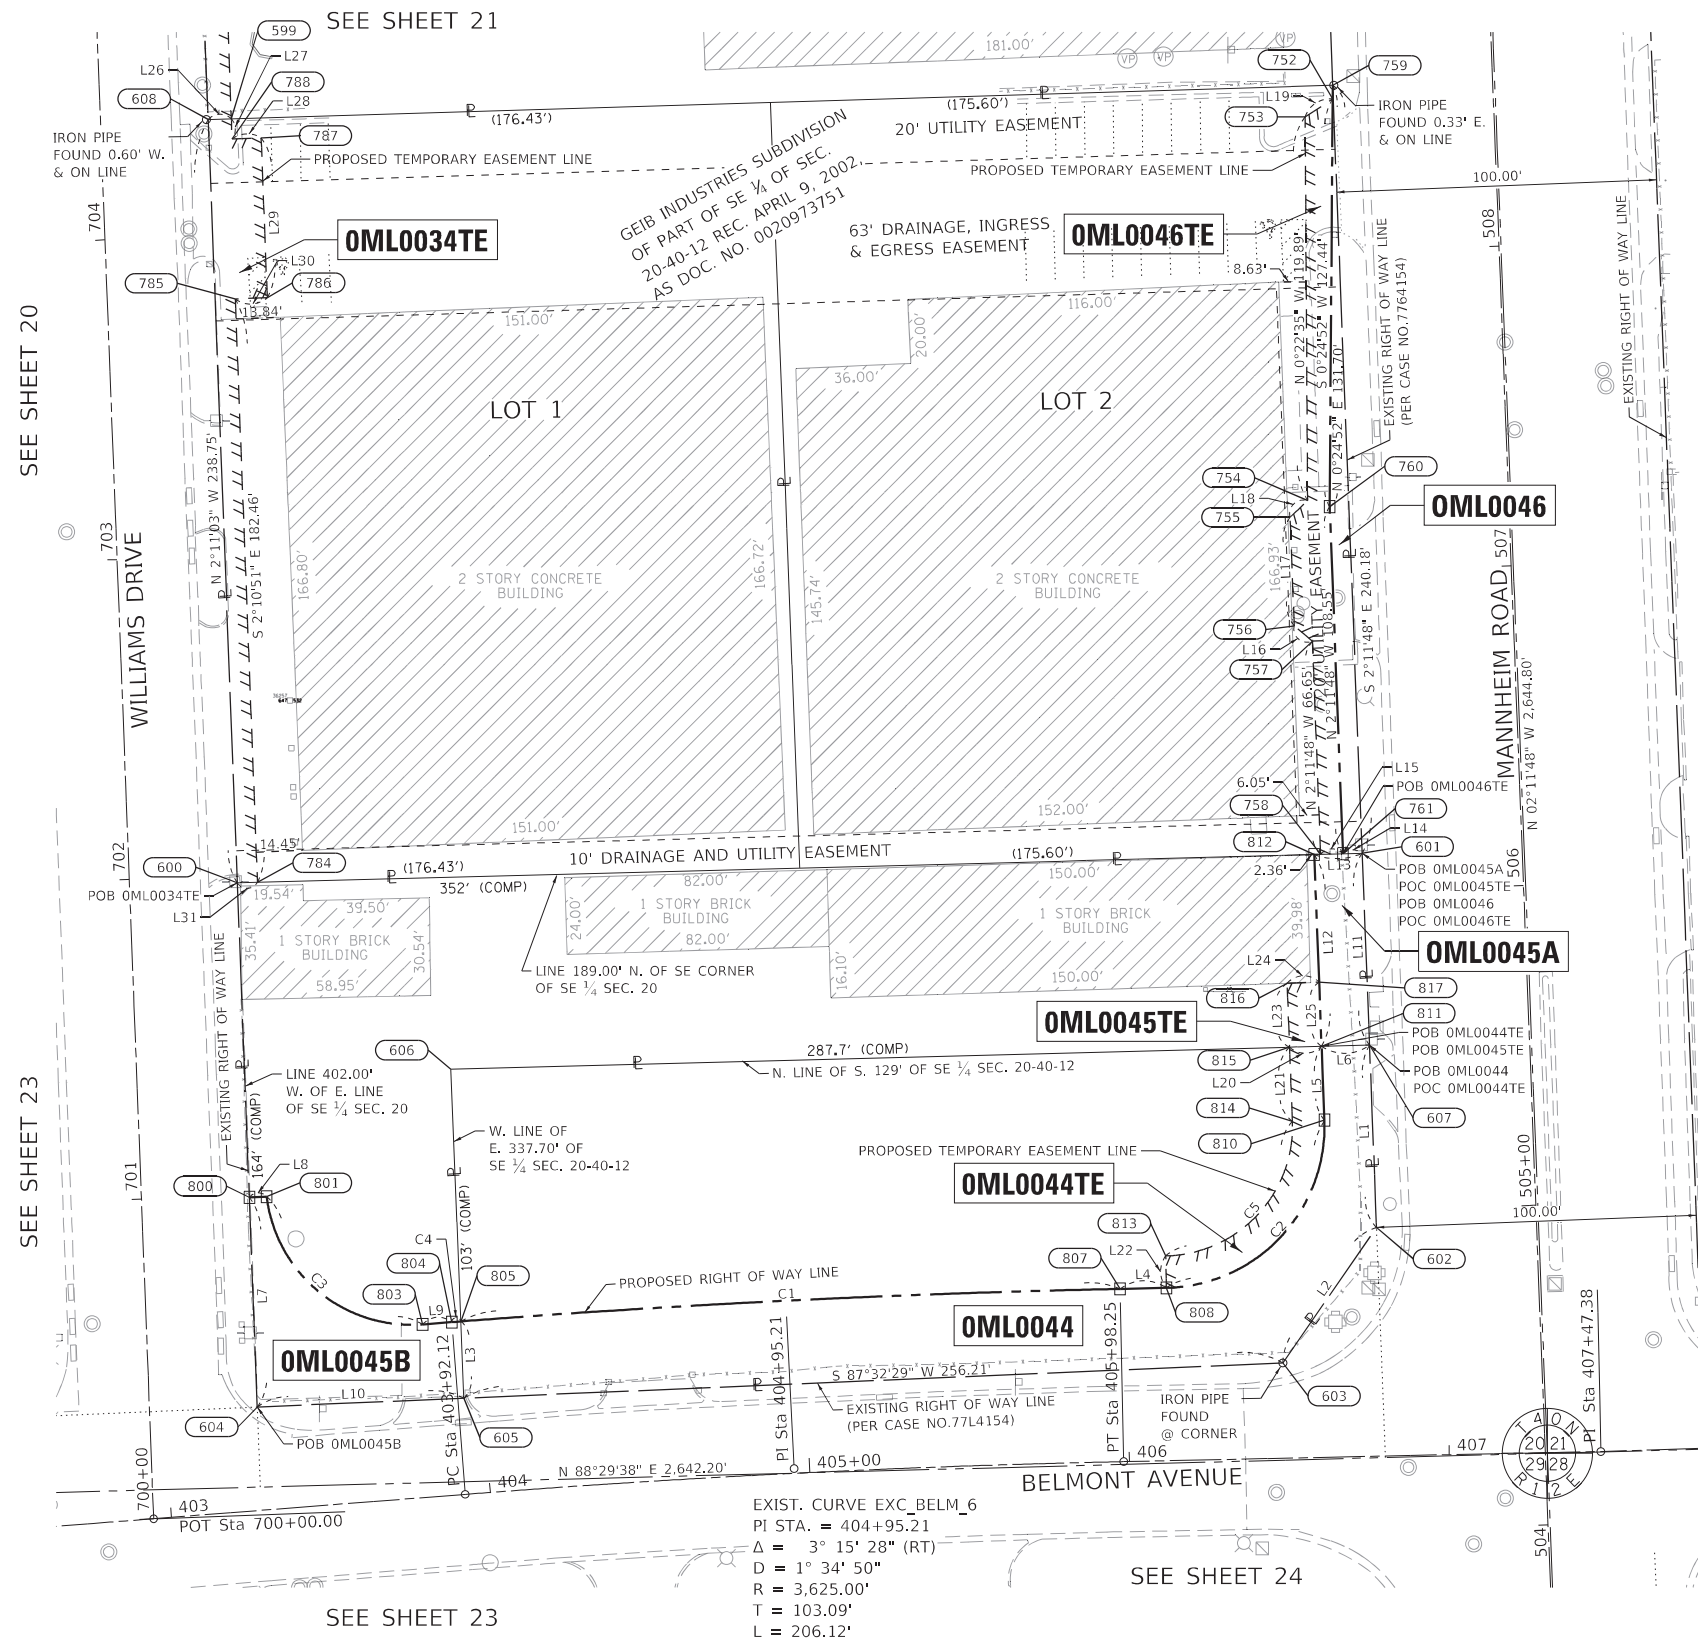 SEE SHEET 21
599
L27
L26
788
608
L28
IRON PIPE
FOUND 0.60' W.
& ON LINE
787
(176.43')
PROPOSED TEMPORARY EASEMENT LINE
181.00'
VP
VP
VP
752
759
(175.60')
L19
753
20' UTILITY EASEMENT
IRON PIPE
FOUND 0.33' E.
& ON LINE
PROPOSED TEMPORARY EASEMENT LINE
100.00'
704
L29
0ML0034TE
GEIB INDUSTRIES SUBDIVISION
OF PART OF SE ¼ OF SEC.
20-40-12 REC. APRIL 9, 2002,
AS DOC. NO. 0020973751
63' DRAINAGE, INGRESS
& EGRESS EASEMENT
0ML0046TE
8.63'
508
EXISTING RIGHT OF WAY LINE
(PER CASE NO.7764154)
EXISTING RIGHT OF WAY LINE
785
L30
786
13.84'
151.00'
116.00'
20.00'
36.00'
N 0°22'35" W 119.89'
S 0°24'52" W 127.44'
N 0°24'52" E 131.70'
SEE SHEET 20
LOT 1
LOT 2
703
WILLIAMS DRIVE
N 2°11'03" W 238.75'
S 2°10'51" E 182.46'
166.80'
2 STORY CONCRETE
BUILDING
166.72'
145.74'
2 STORY CONCRETE
BUILDING
166.93'
754
L18
755
760
0ML0046
L17
20' UTILITY EASEMENT
756
L16
757
N 2°11'48" W 66.65'
N 2°11'48" W 108.55'
S 2°11'48" E 240.18'
MANNHEIM ROAD
507
N 02°11'48" W 2,644.80'
702
151.00'
152.00'
6.05'
758
812
L15
POB 0ML0046TE
761
L14
601
L13
506
600
14.45'
784
POB 0ML0034TE
L31
(176.43')
10' DRAINAGE AND UTILITY EASEMENT
(175.60')
2.36'
POB 0ML0045A
POC 0ML0045TE
POB 0ML0046
POC 0ML0046TE
352' (COMP)
19.54'
39.50'
35.41'
1 STORY BRICK
BUILDING
30.54'
58.95'
82.00'
24.00'
1 STORY BRICK
BUILDING
82.00'
150.00'
1 STORY BRICK
BUILDING
39.98'
16.10'
150.00'
L12
L11
0ML0045A
LINE 189.00' N. OF SE CORNER
OF SE ¼ SEC. 20
L24
816
817
EXISTING RIGHT OF WAY LINE
0ML0045TE
L23
L25
811
POB 0ML0044TE
POB 0ML0045TE
POB 0ML0044
POC 0ML0044TE
606
287.7' (COMP)
N. LINE OF S. 129' OF SE ¼ SEC. 20-40-12
815
L6
L20
L21
L5
607
SEE SHEET 23
LINE 402.00'
W. OF E. LINE
OF SE ¼ SEC. 20
164' (COMP)
W. LINE OF
E. 337.70' OF
SE ¼ SEC. 20-40-12
814
810
L1
PROPOSED TEMPORARY EASEMENT LINE
701
L8
800
801
0ML0044TE
505+00
100.00'
C5
C2
813
C4
103' (COMP)
L22
807
602
804
805
C3
803
L9
PROPOSED RIGHT OF WAY LINE
C1
L4
808
L2
L7
0ML0045B
0ML0044
L3
L10
S 87°32'29" W 256.21'
EXISTING RIGHT OF WAY LINE
(PER CASE NO.77L4154)
IRON PIPE
FOUND
@ CORNER
603
604
POB 0ML0045B
605
PC Sta 403+92.12
PI Sta 404+95.21
PT Sta 405+98.25
PI Sta 407+47.38
700+00
403
POT Sta 700+00.00
404
N 88°29'38" E 2,642.20'
405+00
406
407
BELMONT AVENUE
T 40 N
20 21
29 28
R 12 E
504
EXIST. CURVE EXC_BELM_6
PI STA. = 404+95.21
Δ = 3° 15' 28" (RT)
D = 1° 34' 50"
R = 3,625.00'
T = 103.09'
L = 206.12'
SEE SHEET 24
SEE SHEET 23